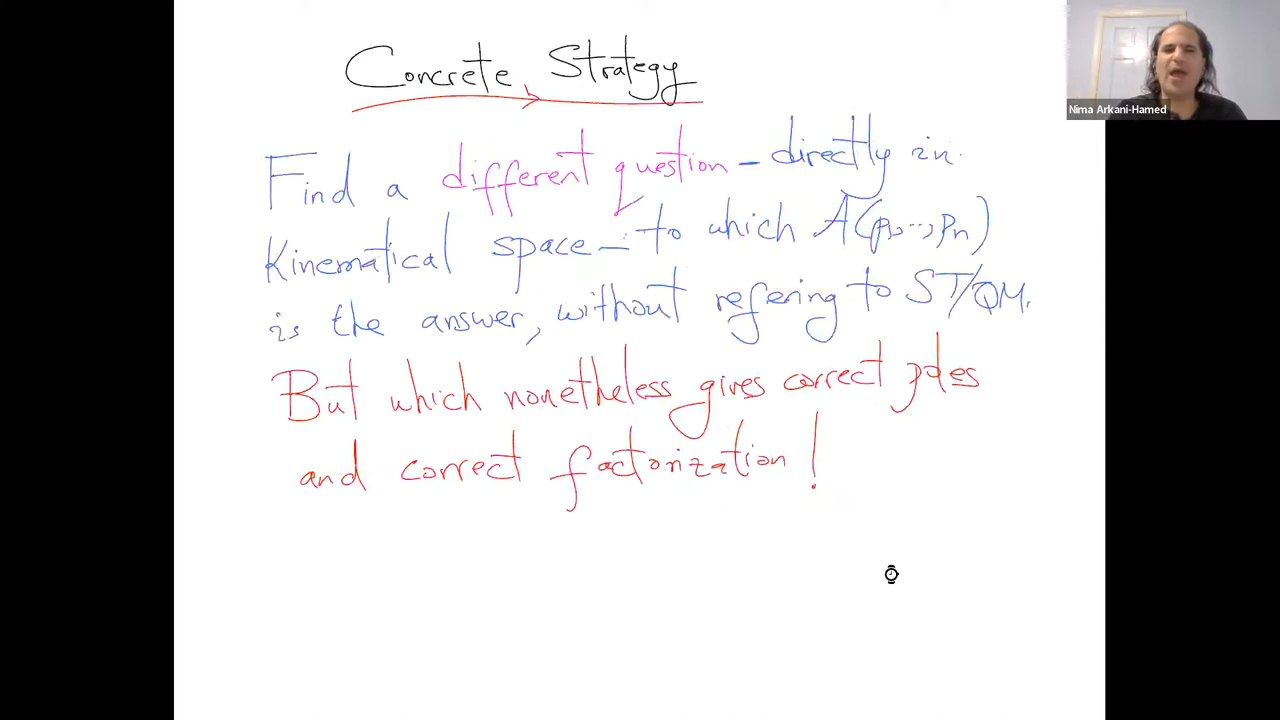 Concrete Strategy
Nima Arkani-Hamed
Find a different question - directly in
Kinematical space - to which A(p1, ..., pn)
is the answer, without refering to ST/QM.
But which nonetheless gives correct poles
and correct factorization!